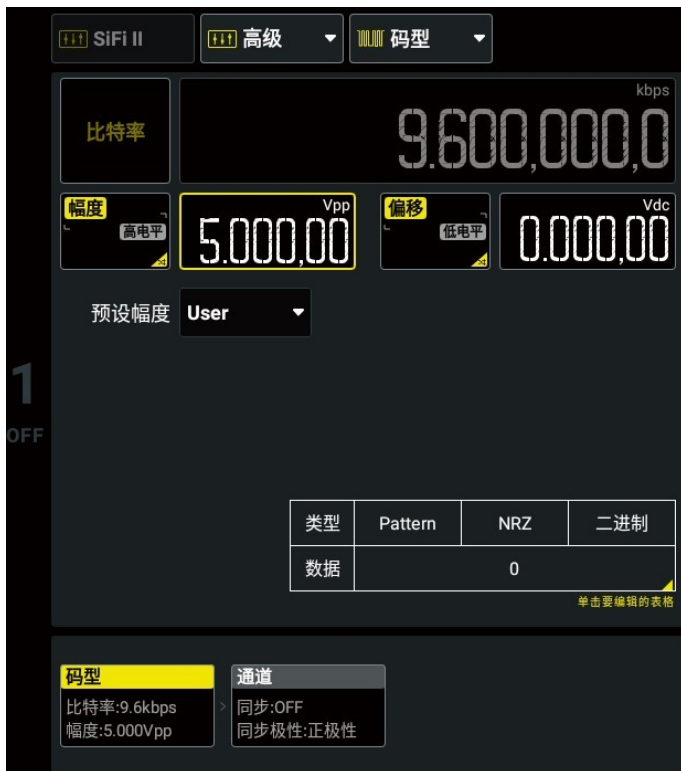 SiFi II 高级 码型
比特率 kbps
9.600,000,0
幅度 高电平 Vpp
5.000,00
偏移 低电平 Vdc
0.000,00
预设幅度 User
1
OFF
类型 Pattern NRZ 二进制
数据 0
单击要编辑的表格
码型 通道
比特率:9.6kbps > 同步:OFF
幅度:5.000Vpp 同步极性:正极性